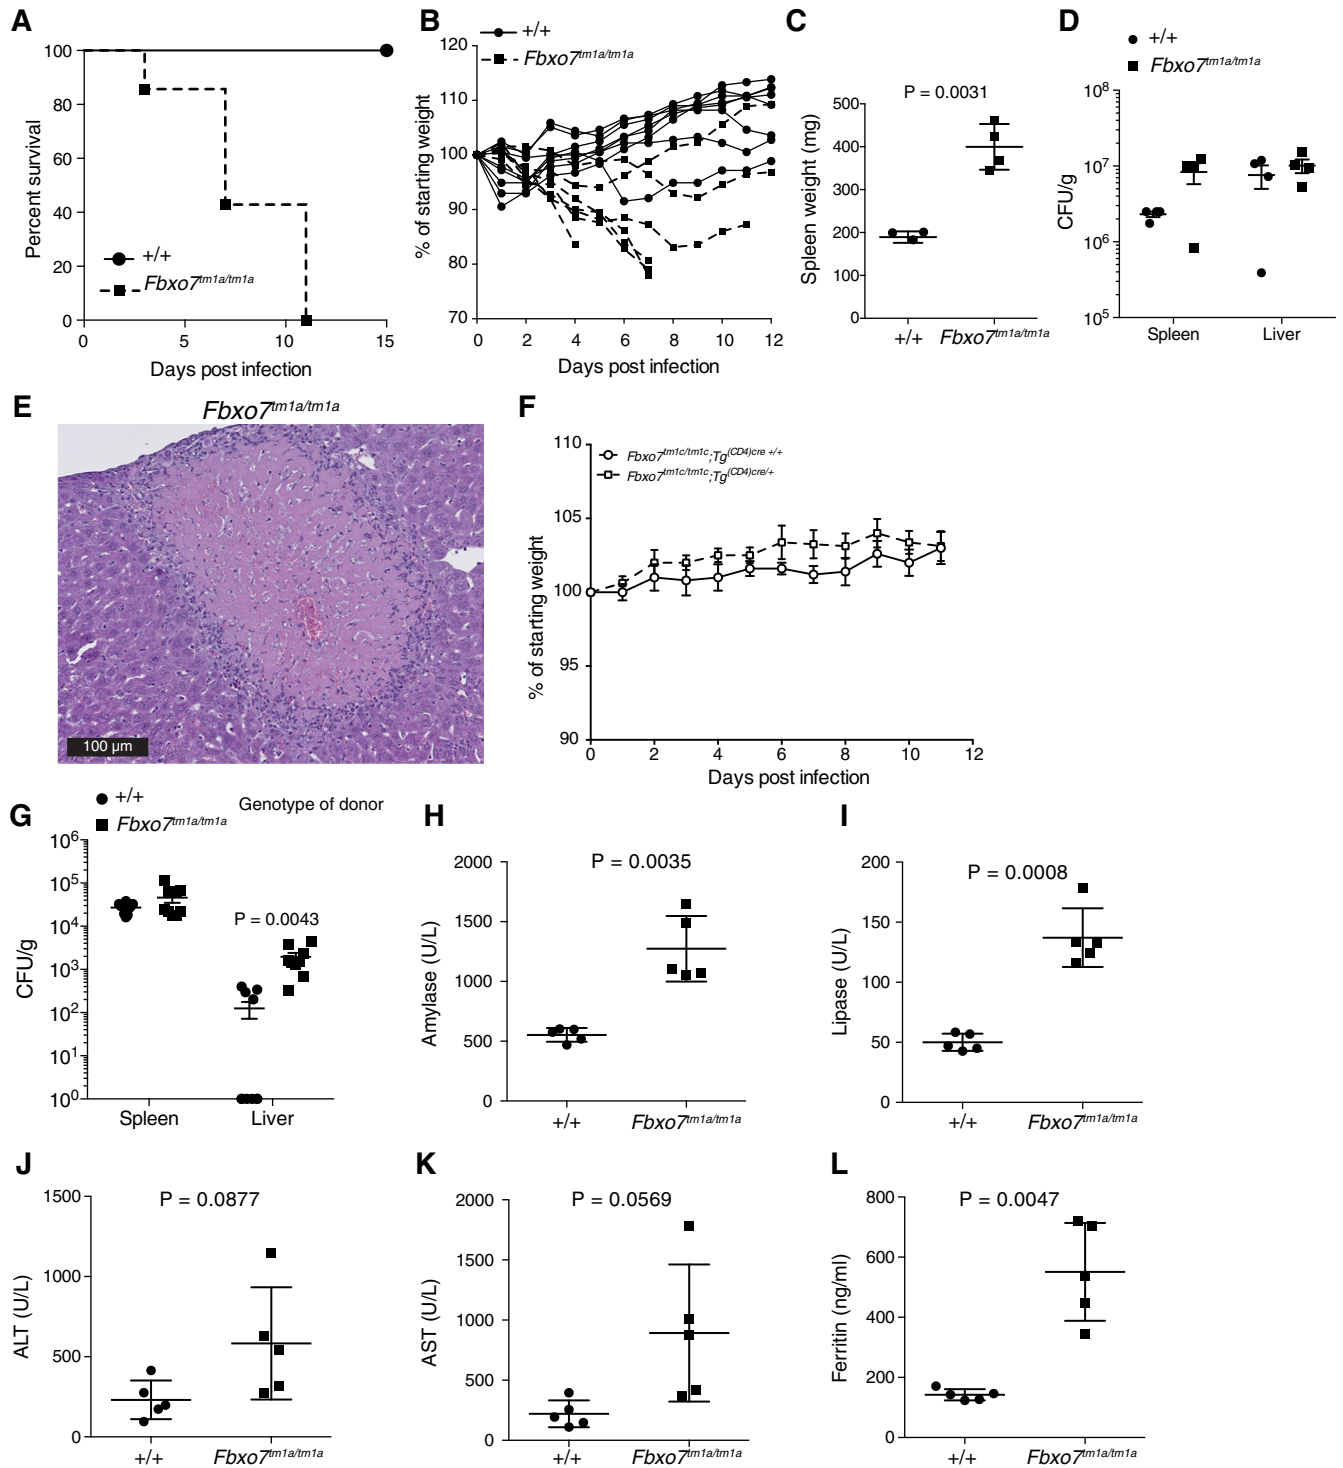 A
Percent survival
100
80
60
40
20
0
+/+
Fbxo7tm1a/tm1a
0
5
10
15
Days post infection
B
+/+
Fbxo7tm1a/tm1a
% of starting weight
120
110
100
90
80
70
0
2
4
6
8
10
12
Days post infection
C
P = 0.0031
Spleen weight (mg)
500
400
300
200
100
0
+/+
Fbxo7tm1a/tm1a
D
+/+
Fbxo7tm1a/tm1a
CFU/g
10⁸
10⁷
10⁶
10⁵
Spleen
Liver
E
Fbxo7tm1a/tm1a
100 µm
F
Fbxo7tm1c/tm1c;Tg(CD4)cre +/+
Fbxo7tm1c/tm1c;Tg(CD4)cre/+
% of starting weight
110
105
100
95
90
0
2
4
6
8
10
12
Days post infection
G
+/+
Fbxo7tm1a/tm1a
Genotype of donor
CFU/g
10⁶
10⁵
10⁴
10³
10²
10¹
10⁰
P = 0.0043
Spleen
Liver
H
P = 0.0035
Amylase (U/L)
2000
1500
1000
500
0
+/+
Fbxo7tm1a/tm1a
I
P = 0.0008
Lipase (U/L)
200
150
100
50
0
+/+
Fbxo7tm1a/tm1a
J
P = 0.0877
ALT (U/L)
1500
1000
500
0
+/+
Fbxo7tm1a/tm1a
K
P = 0.0569
AST (U/L)
2000
1500
1000
500
0
+/+
Fbxo7tm1a/tm1a
L
P = 0.0047
Ferritin (ng/ml)
800
600
400
200
0
+/+
Fbxo7tm1a/tm1a